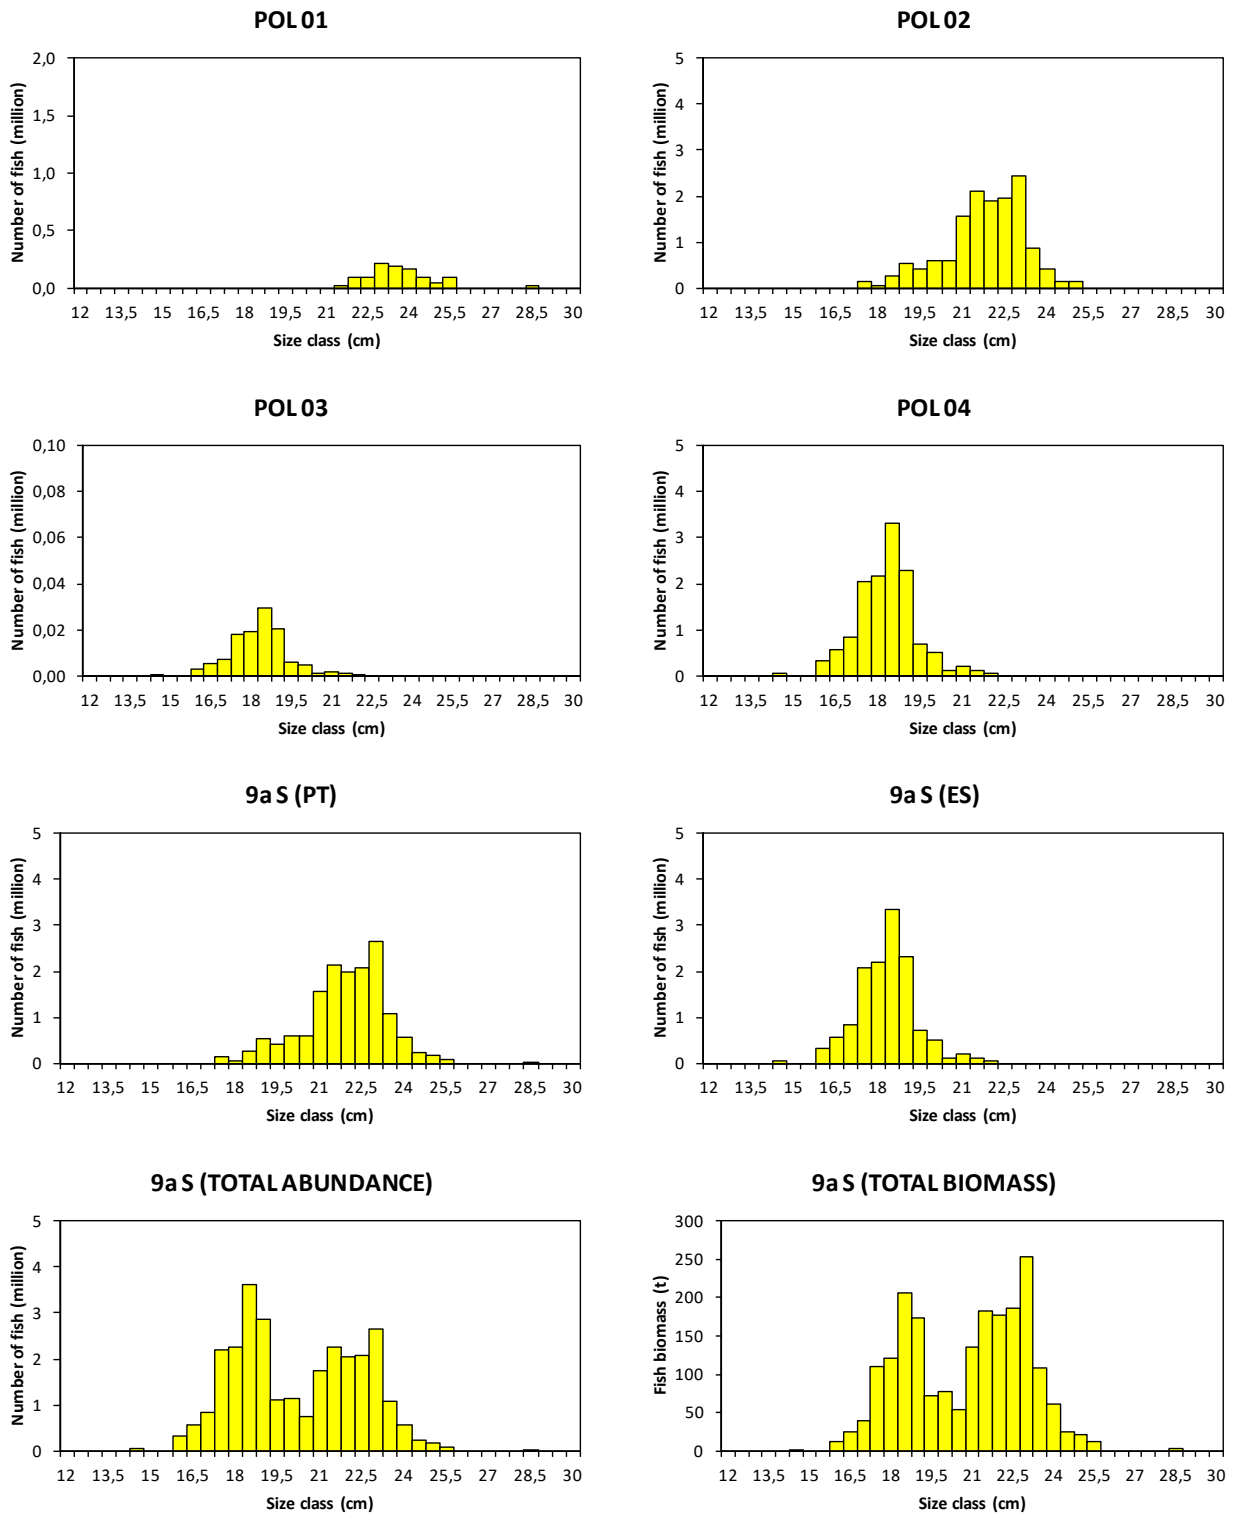 POL 01
2,0
1,5
1,0
0,5
0,0
Number of fish (million)
12 13,5 15 16,5 18 19,5 21 22,5 24 25,5 27 28,5 30
Size class (cm)
POL 02
5
4
3
2
1
0
Number of fish (million)
12 13,5 15 16,5 18 19,5 21 22,5 24 25,5 27 28,5 30
Size class (cm)
POL 03
0,10
0,08
0,06
0,04
0,02
0,00
Number of fish (million)
12 13,5 15 16,5 18 19,5 21 22,5 24 25,5 27 28,5 30
Size class (cm)
POL 04
5
4
3
2
1
0
Number of fish (million)
12 13,5 15 16,5 18 19,5 21 22,5 24 25,5 27 28,5 30
Size class (cm)
9a S (PT)
5
4
3
2
1
0
Number of fish (million)
12 13,5 15 16,5 18 19,5 21 22,5 24 25,5 27 28,5 30
Size class (cm)
9a S (ES)
5
4
3
2
1
0
Number of fish (million)
12 13,5 15 16,5 18 19,5 21 22,5 24 25,5 27 28,5 30
Size class (cm)
9a S (TOTAL ABUNDANCE)
5
4
3
2
1
0
Number of fish (million)
12 13,5 15 16,5 18 19,5 21 22,5 24 25,5 27 28,5 30
Size class (cm)
9a S (TOTAL BIOMASS)
300
250
200
150
100
50
0
Fish biomass (t)
12 13,5 15 16,5 18 19,5 21 22,5 24 25,5 27 28,5 30
Size class (cm)